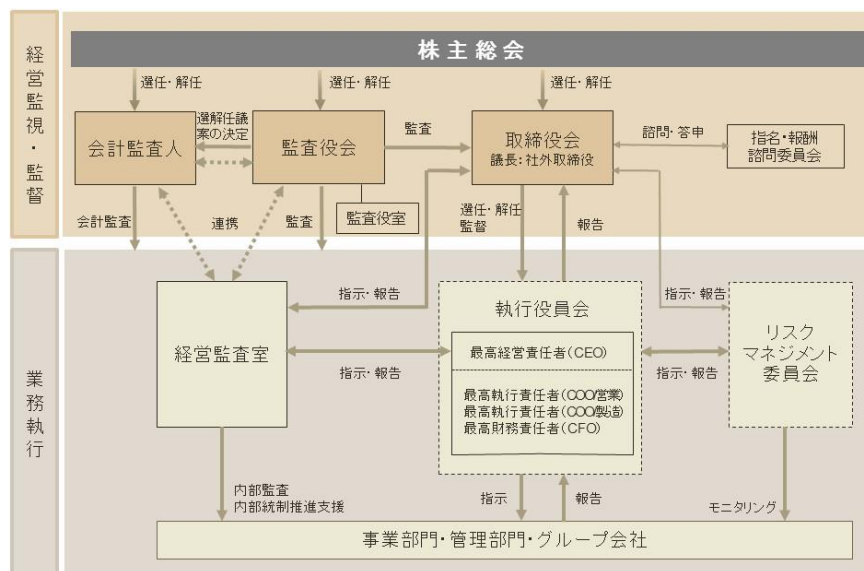 経営監視・監督
株主総会
選任・解任
選任・解任
選任・解任
会計監査人
選解任議
案の決定
監査役会
監査
取締役会
議長：社外取締役
諮問・答申
指名・報酬
諮問委員会
監査役室
会計監査
連携
監査
選任・解任
監督
報告
業務執行
指示・報告
指示・報告
経営監査室
指示・報告
執行役員会
最高経営責任者（CEO）
最高執行責任者（COO/営業）
最高執行責任者（COO/製造）
最高財務責任者（CFO）
指示・報告
リスク
マネジメント
委員会
内部監査
内部統制推進支援
指示
報告
モニタリング
事業部門・管理部門・グループ会社